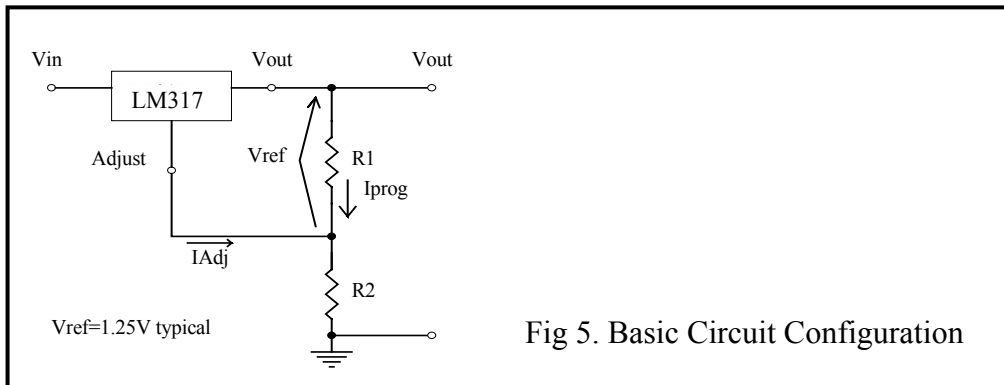 Vin
Vout
Vout
LM317
Adjust
Vref
R1
Iprog
IAdj
R2
Vref=1.25V typical
Fig 5. Basic Circuit Configuration